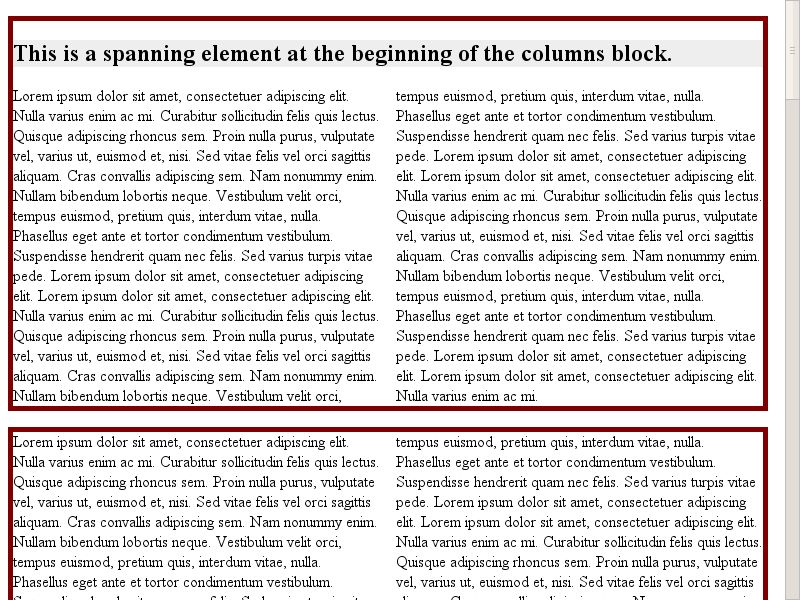 This is a spanning element at the beginning of the columns block.
Lorem ipsum dolor sit amet, consectetuer adipiscing elit.
Nulla varius enim ac mi. Curabitur sollicitudin felis quis lectus.
Quisque adipiscing rhoncus sem. Proin nulla purus, vulputate
vel, varius ut, euismod et, nisi. Sed vitae felis vel orci sagittis
aliquam. Cras convallis adipiscing sem. Nam nonummy enim.
Nullam bibendum lobortis neque. Vestibulum velit orci,
tempus euismod, pretium quis, interdum vitae, nulla.
Phasellus eget ante et tortor condimentum vestibulum.
Suspendisse hendrerit quam nec felis. Sed varius turpis vitae
pede. Lorem ipsum dolor sit amet, consectetuer adipiscing
elit. Lorem ipsum dolor sit amet, consectetuer adipiscing elit.
Nulla varius enim ac mi. Curabitur sollicitudin felis quis lectus.
Quisque adipiscing rhoncus sem. Proin nulla purus, vulputate
vel, varius ut, euismod et, nisi. Sed vitae felis vel orci sagittis
aliquam. Cras convallis adipiscing sem. Nam nonummy enim.
Nullam bibendum lobortis neque. Vestibulum velit orci,
tempus euismod, pretium quis, interdum vitae, nulla.
Phasellus eget ante et tortor condimentum vestibulum.
Suspendisse hendrerit quam nec felis. Sed varius turpis vitae
pede. Lorem ipsum dolor sit amet, consectetuer adipiscing
elit. Lorem ipsum dolor sit amet, consectetuer adipiscing elit.
Nulla varius enim ac mi. Curabitur sollicitudin felis quis lectus.
Quisque adipiscing rhoncus sem. Proin nulla purus, vulputate
vel, varius ut, euismod et, nisi. Sed vitae felis vel orci sagittis
aliquam. Cras convallis adipiscing sem. Nam nonummy enim.
Nullam bibendum lobortis neque. Vestibulum velit orci,
tempus euismod, pretium quis, interdum vitae, nulla.
Phasellus eget ante et tortor condimentum vestibulum.
Suspendisse hendrerit quam nec felis. Sed varius turpis vitae
pede. Lorem ipsum dolor sit amet, consectetuer adipiscing
elit. Lorem ipsum dolor sit amet, consectetuer adipiscing elit.
Nulla varius enim ac mi.
Lorem ipsum dolor sit amet, consectetuer adipiscing elit.
Nulla varius enim ac mi. Curabitur sollicitudin felis quis lectus.
Quisque adipiscing rhoncus sem. Proin nulla purus, vulputate
vel, varius ut, euismod et, nisi. Sed vitae felis vel orci sagittis
aliquam. Cras convallis adipiscing sem. Nam nonummy enim.
Nullam bibendum lobortis neque. Vestibulum velit orci,
tempus euismod, pretium quis, interdum vitae, nulla.
Phasellus eget ante et tortor condimentum vestibulum.
tempus euismod, pretium quis, interdum vitae, nulla.
Phasellus eget ante et tortor condimentum vestibulum.
Suspendisse hendrerit quam nec felis. Sed varius turpis vitae
pede. Lorem ipsum dolor sit amet, consectetuer adipiscing
elit. Lorem ipsum dolor sit amet, consectetuer adipiscing elit.
Nulla varius enim ac mi. Curabitur sollicitudin felis quis lectus.
Quisque adipiscing rhoncus sem. Proin nulla purus, vulputate
vel, varius ut, euismod et, nisi. Sed vitae felis vel orci sagittis